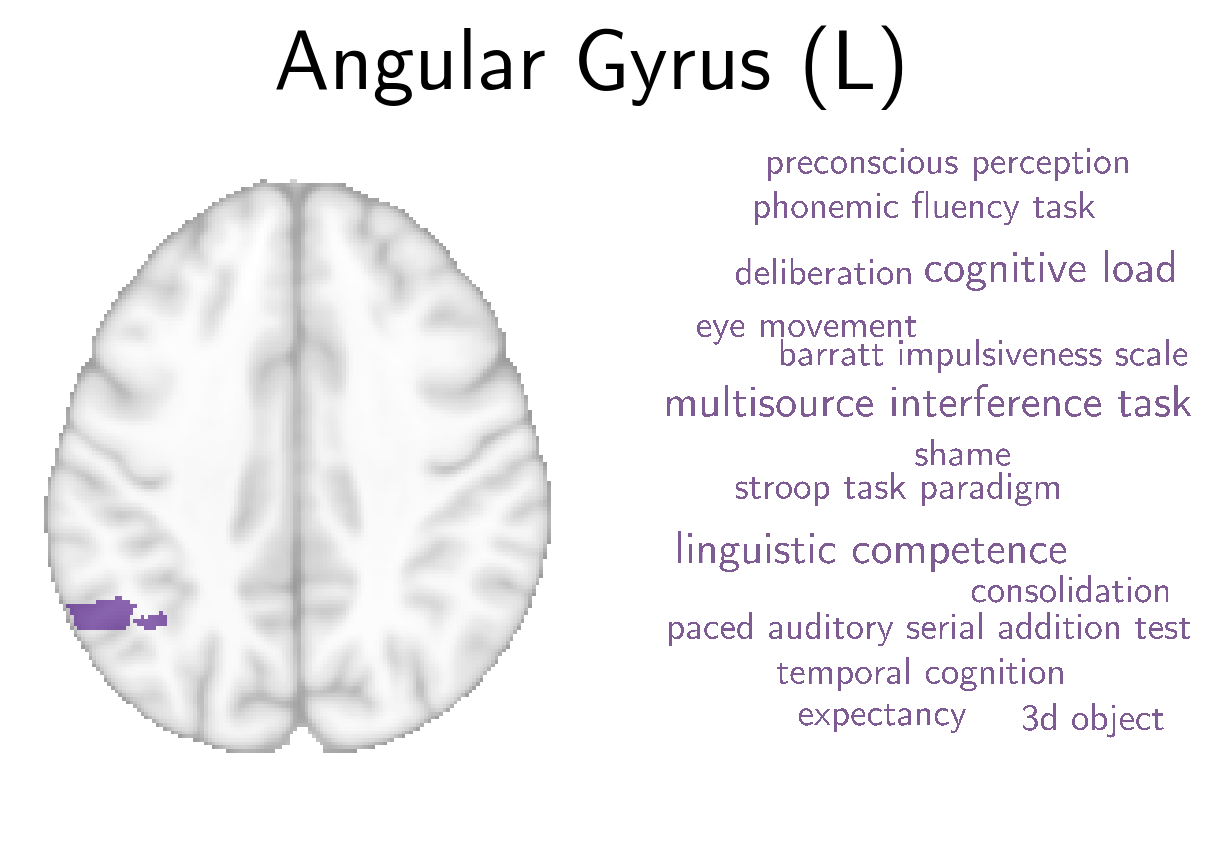 Angular Gyrus (L)
preconscious perception
phonemic fluency task
deliberation cognitive load
eye movement
barratt impulsiveness scale
multisource interference task
shame
stroop task paradigm
linguistic competence
consolidation
paced auditory serial addition test
temporal cognition
expectancy 3d object